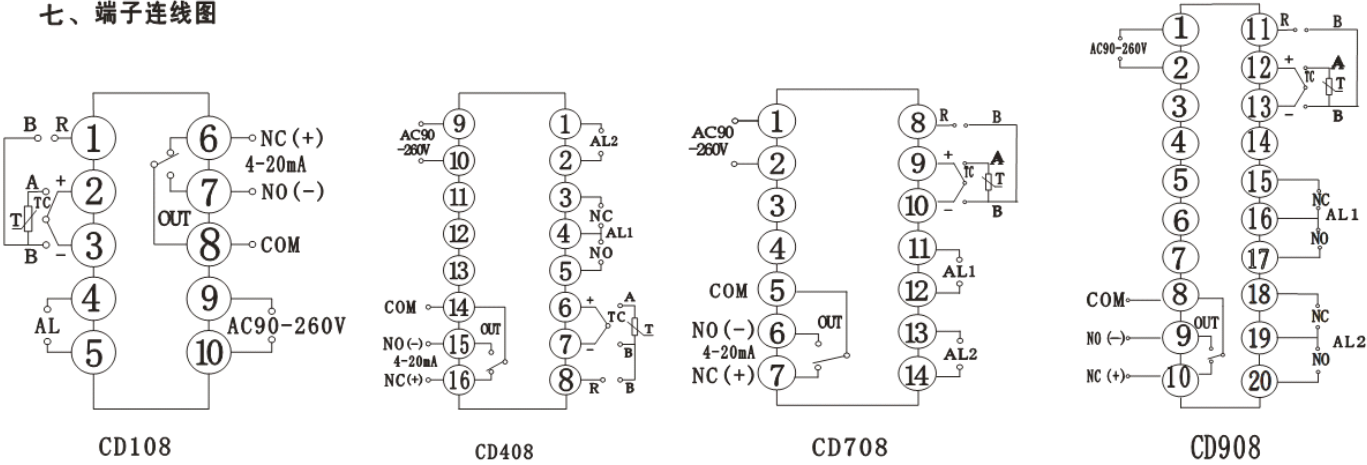 七、端子连线图
B R 1 6 NC(+)
4-20mA
A + 2 7 NO(-)
T TC OUT
B - 3 8 COM
4 9
AL AC90-260V
5 10
CD108
9 1
AC90 AL2
-260V
10 2
11 3
NC
12 4 AL1
NO
13 5
COM 14 6 + A
OUT TC T
NO(-) 15 7 - B
4-20mA
NC(+) 16 8 R B
CD408
1 8 R B
AC90
-260V
2 9 + A
TC T
3 10 - B
4 11
AL1
COM 5 12
NO(-) 6 OUT 13
4-20mA AL2
NC(+) 7 14
CD708
1 11 R B
AC90-260V
2 12 + A
TC T
3 13 - B
4 14
5 15
NC
6 16 AL1
NO
7 17
COM 8 18
OUT NC
NO(-) 9 19 AL2
NO
NC(+) 10 20
CD908